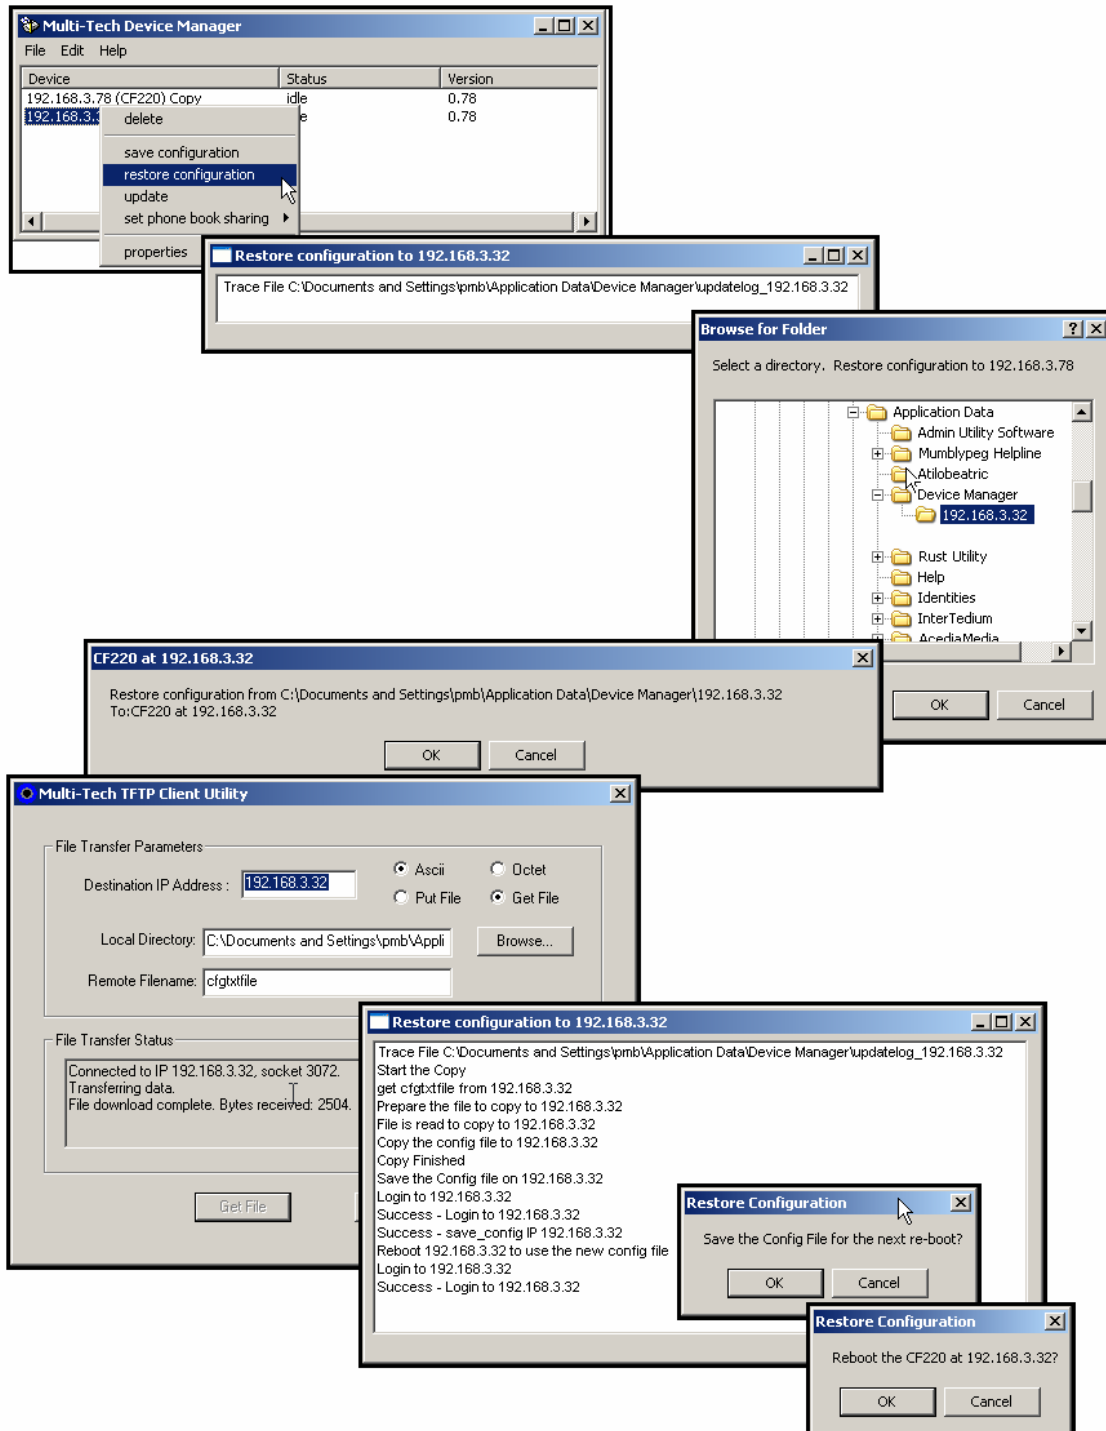 Multi-Tech Device Manager
File Edit Help
Device Status Version
192.168.3.78 (CF220) Copy idle 0.78
192.168.3.3 e 0.78
delete
save configuration
restore configuration
update
set phone book sharing
properties
Restore configuration to 192.168.3.32
Trace File C:\Documents and Settings\pmb\Application Data\Device Manager\updatelog_192.168.3.32
Browse for Folder
Select a directory. Restore configuration to 192.168.3.78
Application Data
Admin Utility Software
Mumblypeg Helpline
Atilobeatric
Device Manager
192.168.3.32
Rust Utility
Help
Identities
InterTedium
AcediaMedia
OK Cancel
CF220 at 192.168.3.32
Restore configuration from C:\Documents and Settings\pmb\Application Data\Device Manager\192.168.3.32
To:CF220 at 192.168.3.32
OK Cancel
Multi-Tech TFTP Client Utility
File Transfer Parameters
Destination IP Address : 192.168.3.32
Ascii Octet
Put File Get File
Local Directory: C:\Documents and Settings\pmb\Appli Browse...
Remote Filename: cfgtxtfile
File Transfer Status
Connected to IP 192.168.3.32, socket 3072.
Transferring data.
File download complete. Bytes received: 2504.
Get File
Restore configuration to 192.168.3.32
Trace File C:\Documents and Settings\pmb\Application Data\Device Manager\updatelog_192.168.3.32
Start the Copy
get cfgtxtfile from 192.168.3.32
Prepare the file to copy to 192.168.3.32
File is read to copy to 192.168.3.32
Copy the config file to 192.168.3.32
Copy Finished
Save the Config file on 192.168.3.32
Login to 192.168.3.32
Success - Login to 192.168.3.32
Success - save_config IP 192.168.3.32
Reboot 192.168.3.32 to use the new config file
Login to 192.168.3.32
Success - Login to 192.168.3.32
Restore Configuration
Save the Config File for the next re-boot?
OK Cancel
Restore Configuration
Reboot the CF220 at 192.168.3.32?
OK Cancel